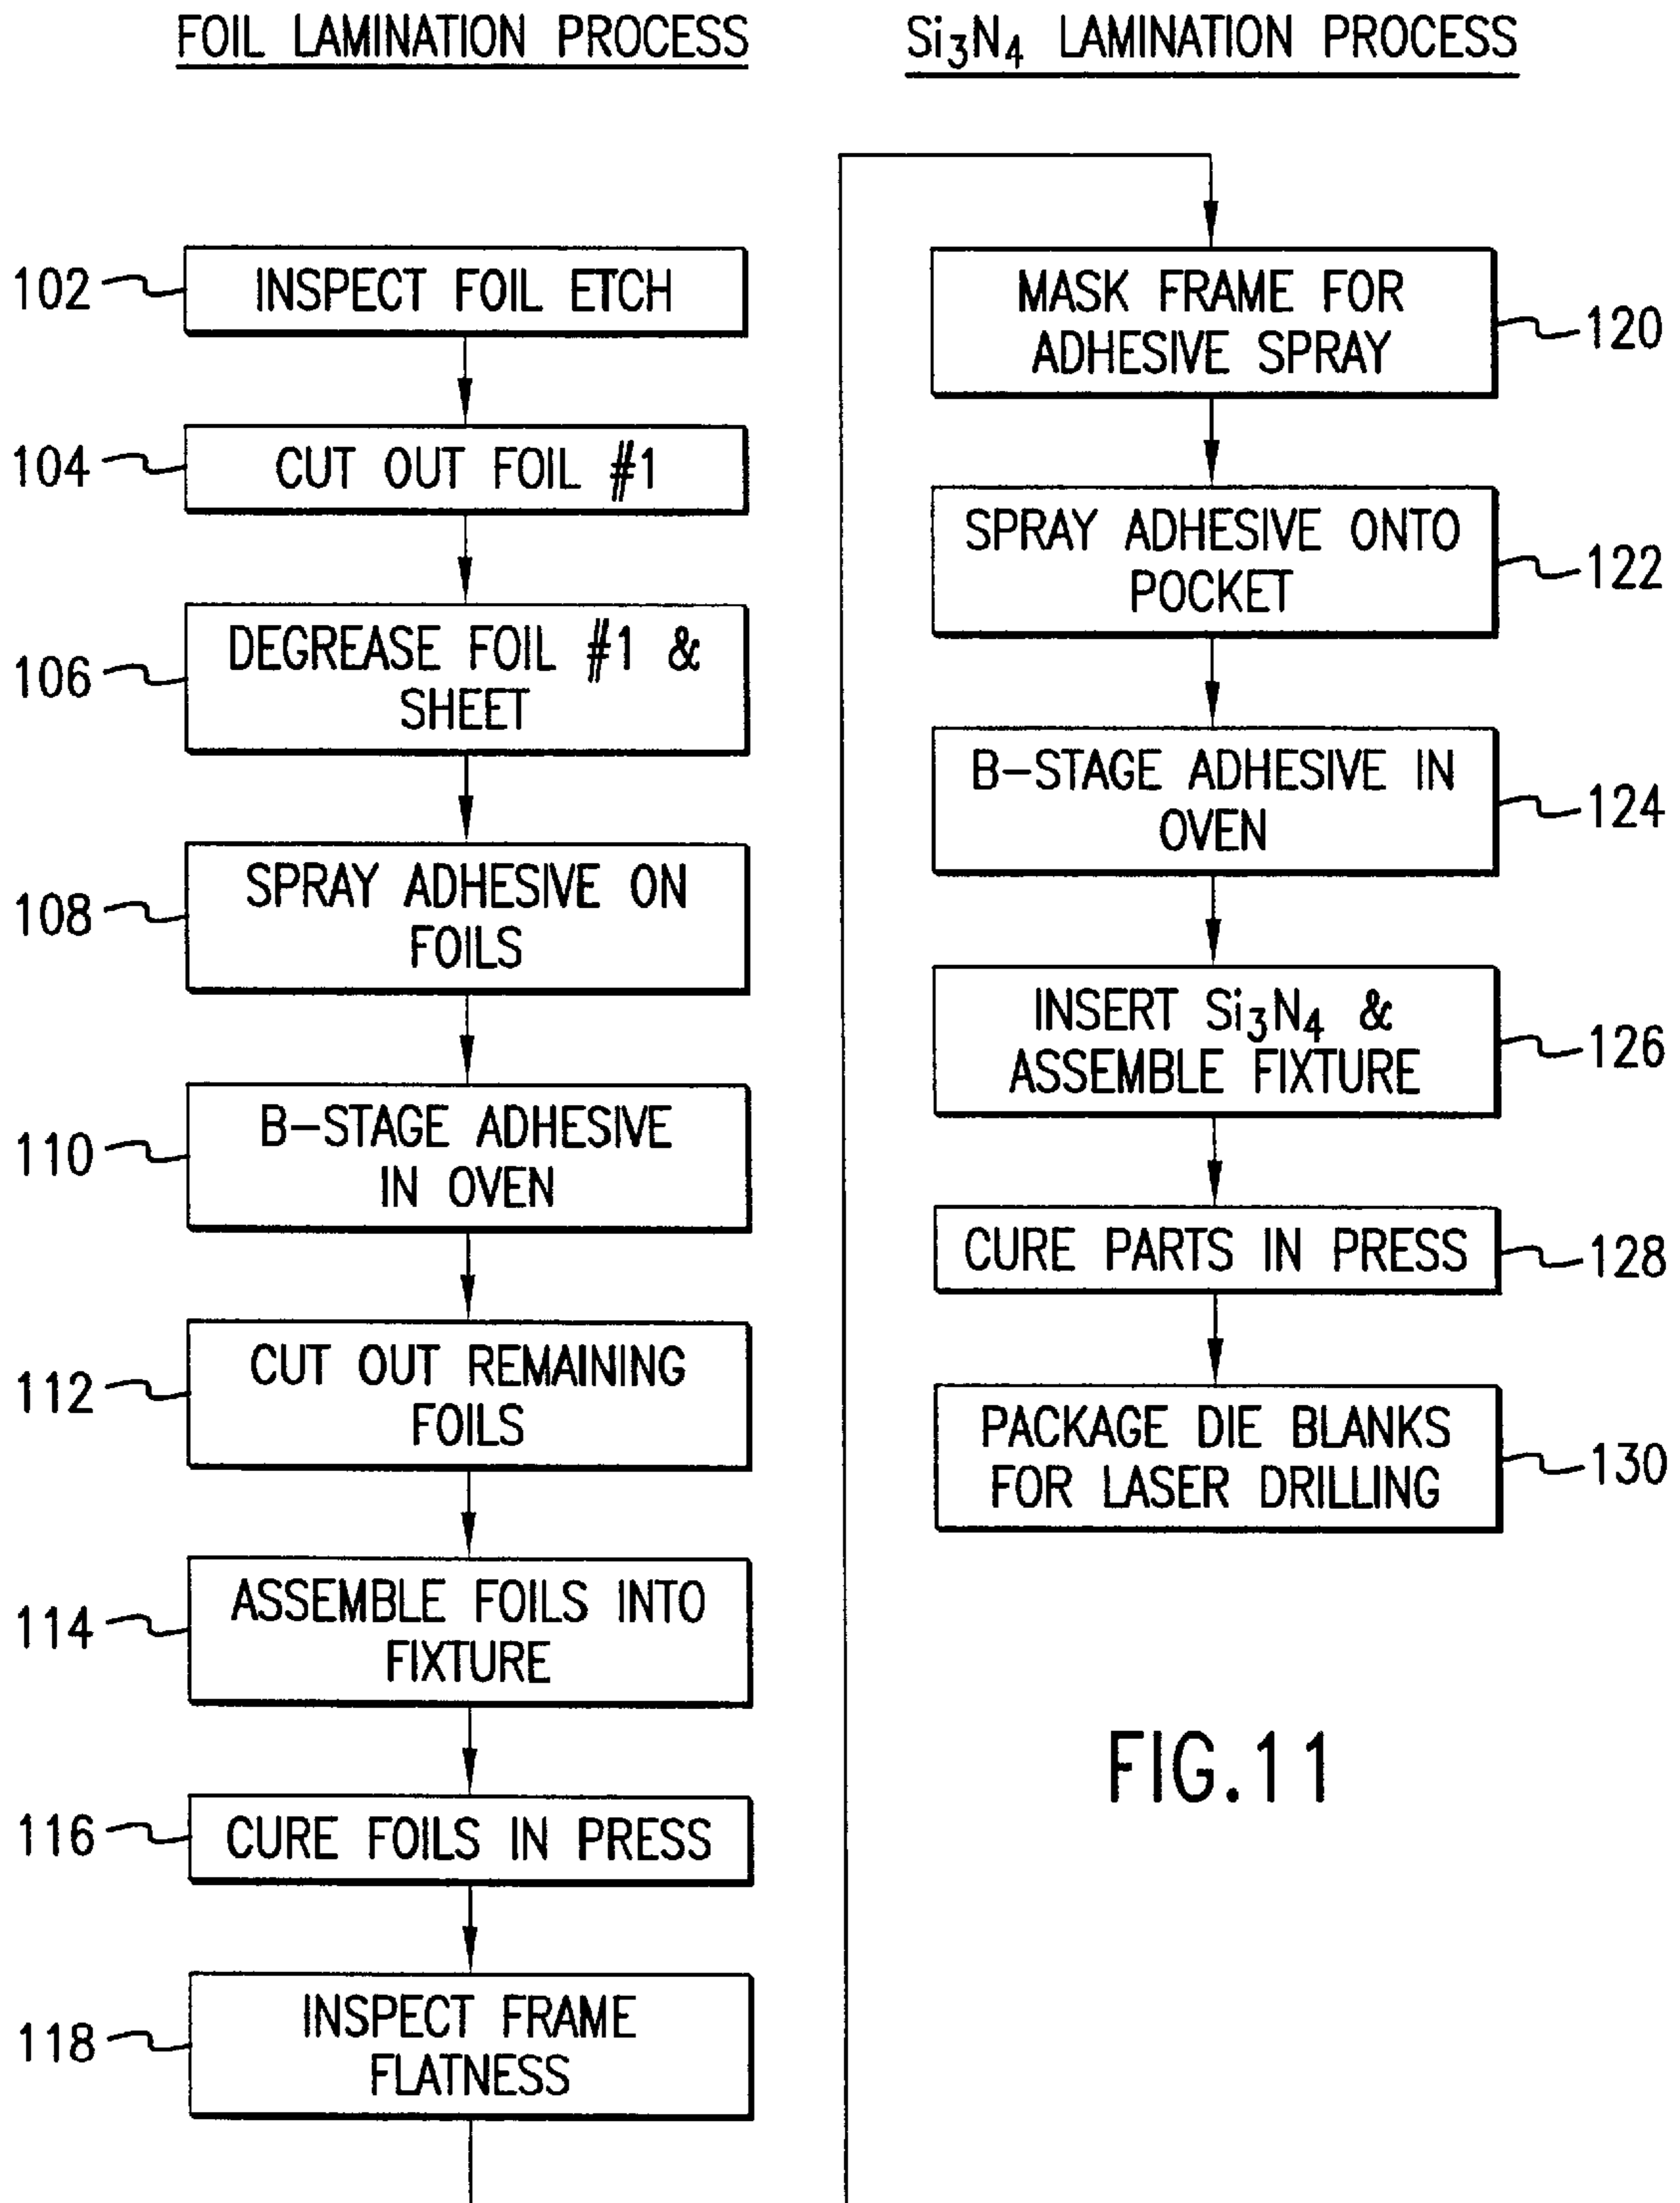 FOIL LAMINATION PROCESS
102
INSPECT FOIL ETCH
104
CUT OUT FOIL #1
106
DEGREASE FOIL #1 &
SHEET
108
SPRAY ADHESIVE ON
FOILS
110
B-STAGE ADHESIVE
IN OVEN
112
CUT OUT REMAINING
FOILS
114
ASSEMBLE FOILS INTO
FIXTURE
116
CURE FOILS IN PRESS
118
INSPECT FRAME
FLATNESS
Si₃N₄ LAMINATION PROCESS
MASK FRAME FOR
ADHESIVE SPRAY
120
SPRAY ADHESIVE ONTO
POCKET
122
B-STAGE ADHESIVE IN
OVEN
124
INSERT Si₃N₄ &
ASSEMBLE FIXTURE
126
CURE PARTS IN PRESS
128
PACKAGE DIE BLANKS
FOR LASER DRILLING
130
FIG.11